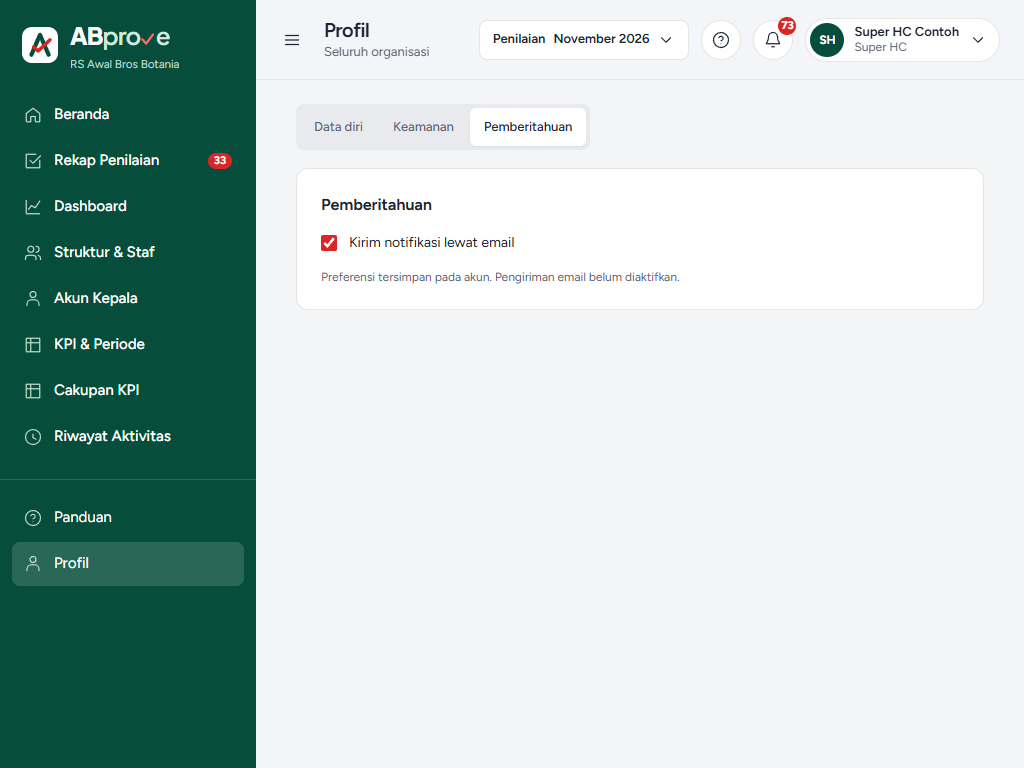 ABprove
RS Awal Bros Botania
Beranda
Rekap Penilaian 33
Dashboard
Struktur & Staf
Akun Kepala
KPI & Periode
Cakupan KPI
Riwayat Aktivitas
Panduan
Profil
Profil
Seluruh organisasi
Penilaian November 2026
73
SH
Super HC Contoh
Super HC
Data diri Keamanan Pemberitahuan
Pemberitahuan
Kirim notifikasi lewat email
Preferensi tersimpan pada akun. Pengiriman email belum diaktifkan.